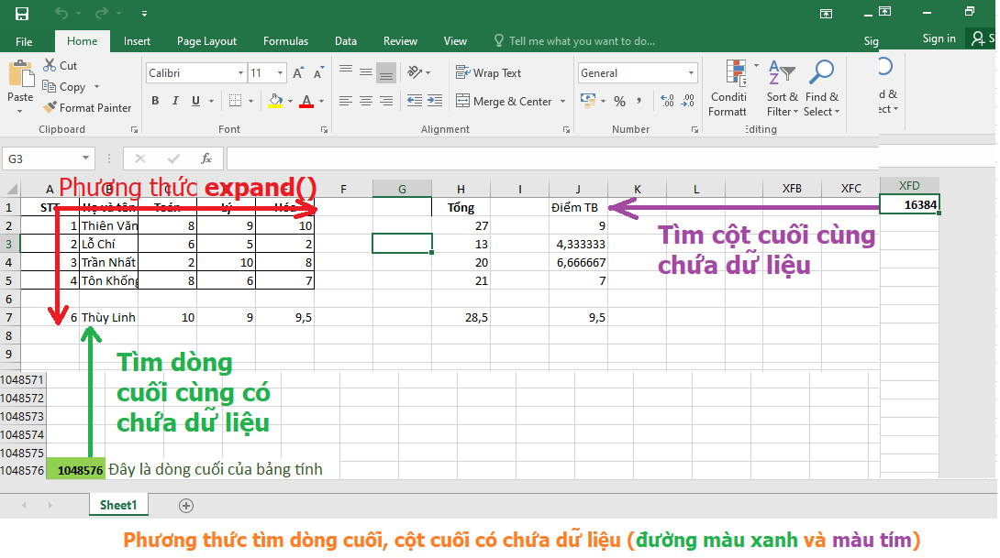 File Home Insert Page Layout Formulas Data Review View Tell me what you want to do... Sig Sign in S
Cut
Copy
Format Painter
Paste
Clipboard
Calibri 11
B I U
Font
Wrap Text
Merge & Center
Alignment
General
Number
Conditi
Formatt
Sort &
Filter
Find &
Select
d &
ect
Editing
G3 fx
Phương thức expand()
A B C E F G H I J K L XFB XFC XFD
1 STT Họ và tên Toán Lý Hóa Tổng Điểm TB 16384
2 1 Thiên Văn 8 9 10 27 9
3 2 Lỗ Chí 6 5 2 13 4,333333
4 3 Trần Nhất 2 10 8 20 6,666667
5 4 Tôn Khống 8 6 7 21 7
6
7 6 Thùy Linh 10 9 9,5 28,5 9,5
8
9
Tìm cột cuối cùng
chứa dữ liệu
Tìm dòng
cuối cùng có
chứa dữ liệu
1048571
1048572
1048573
1048574
1048575
1048576 1048576 Đây là dòng cuối của bảng tính
Sheet1
Phương thức tìm dòng cuối, cột cuối có chứa dữ liệu (đường màu xanh và màu tím)